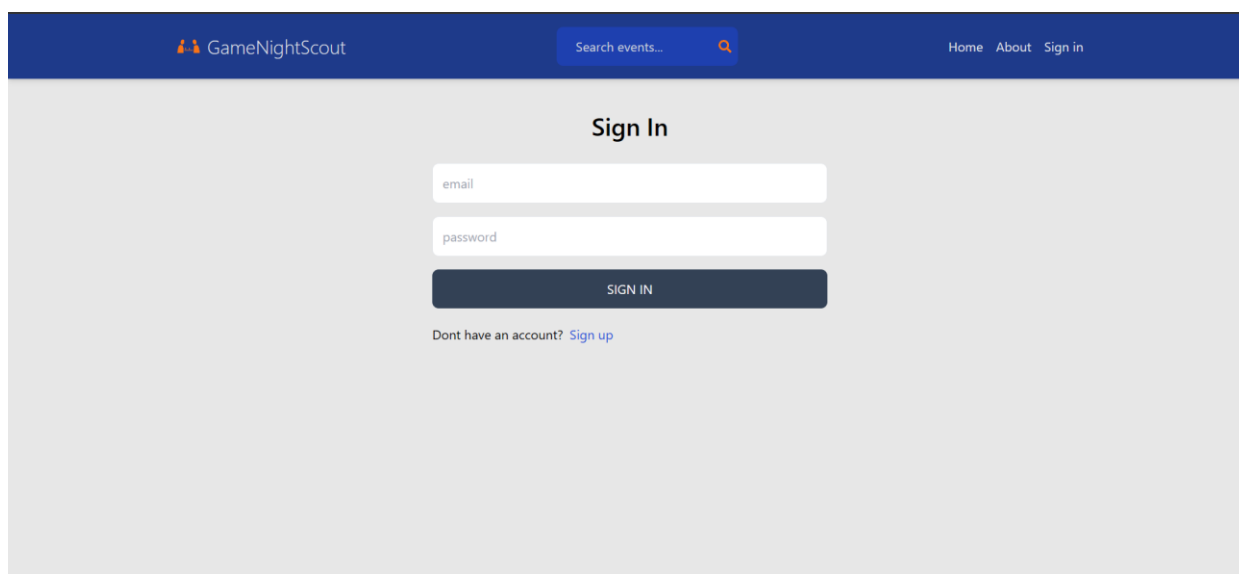 GameNightScout
Search events...
Home About Sign in
Sign In
email
password
SIGN IN
Dont have an account? Sign up